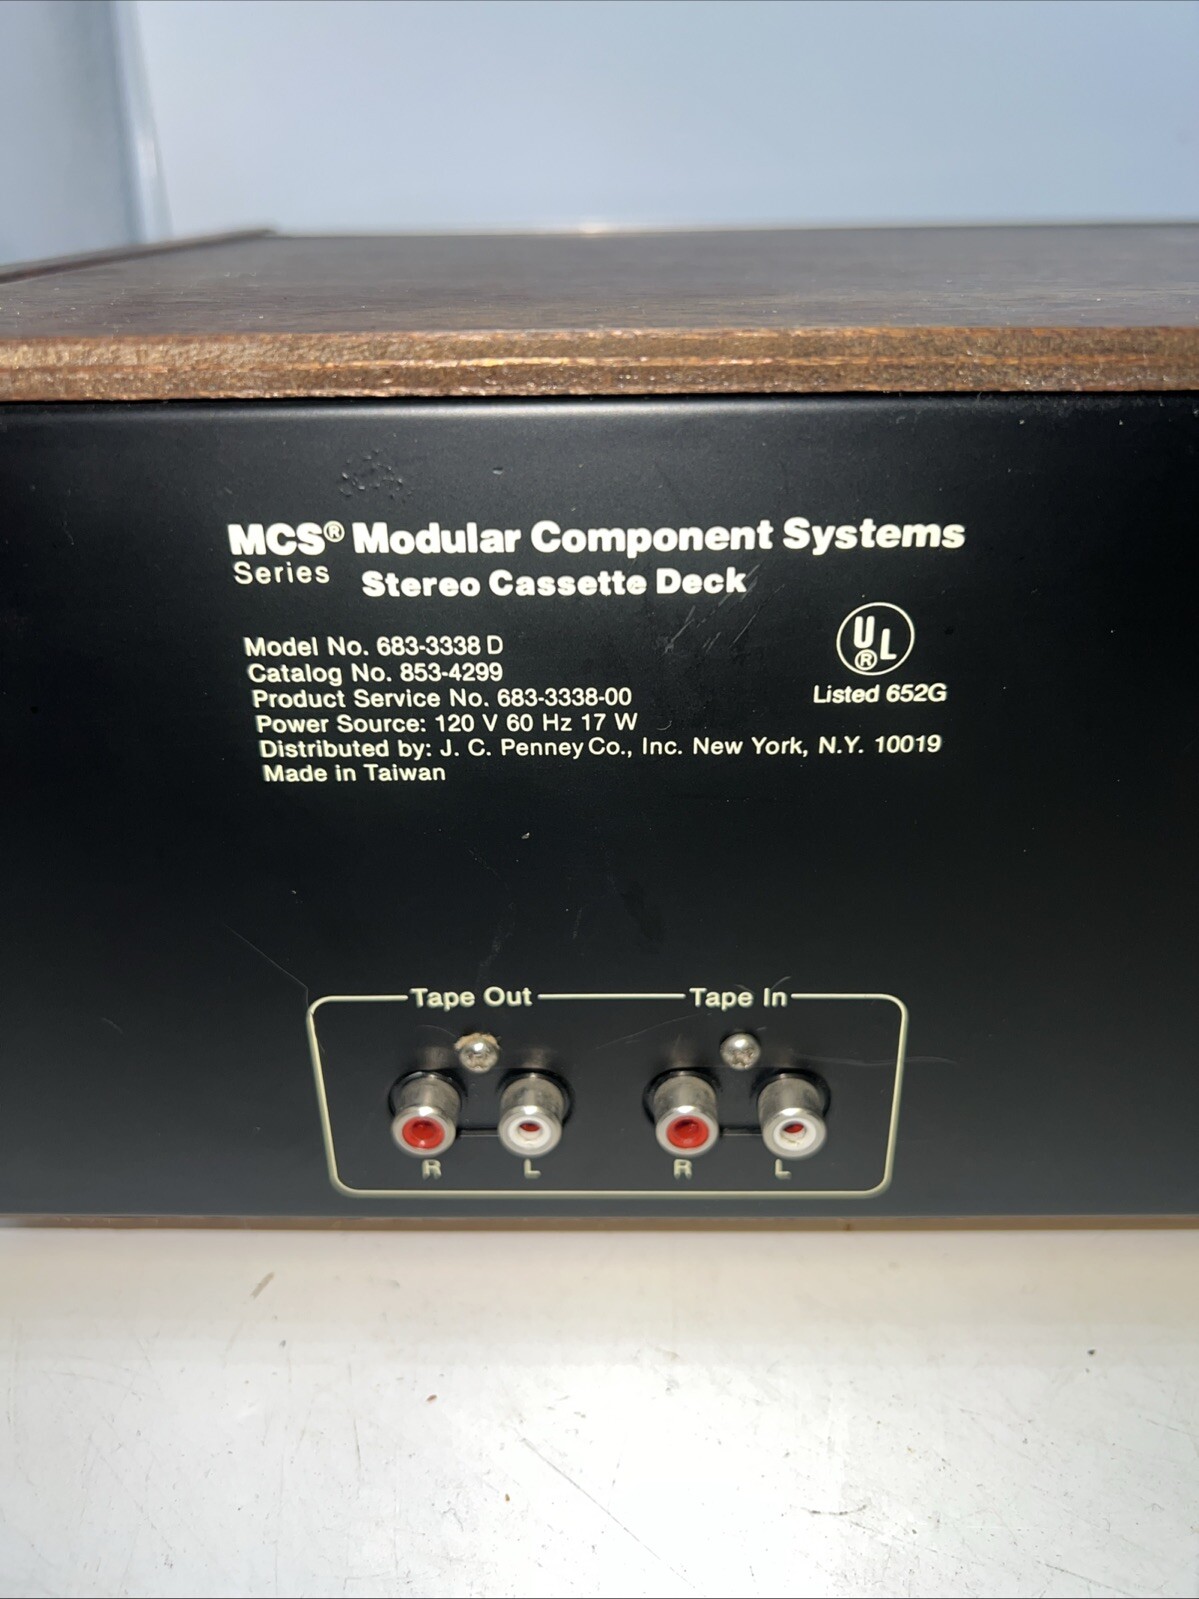 MCS® Modular Component Systems
Series Stereo Cassette Deck
Model No. 683-3338 D
Catalog No. 853-4299
Product Service No. 683-3338-00
Power Source: 120 V 60 Hz 17 W
Distributed by: J. C. Penney Co., Inc. New York, N.Y. 10019
Made in Taiwan
UL®
Listed 652G
Tape Out Tape In
R L R L